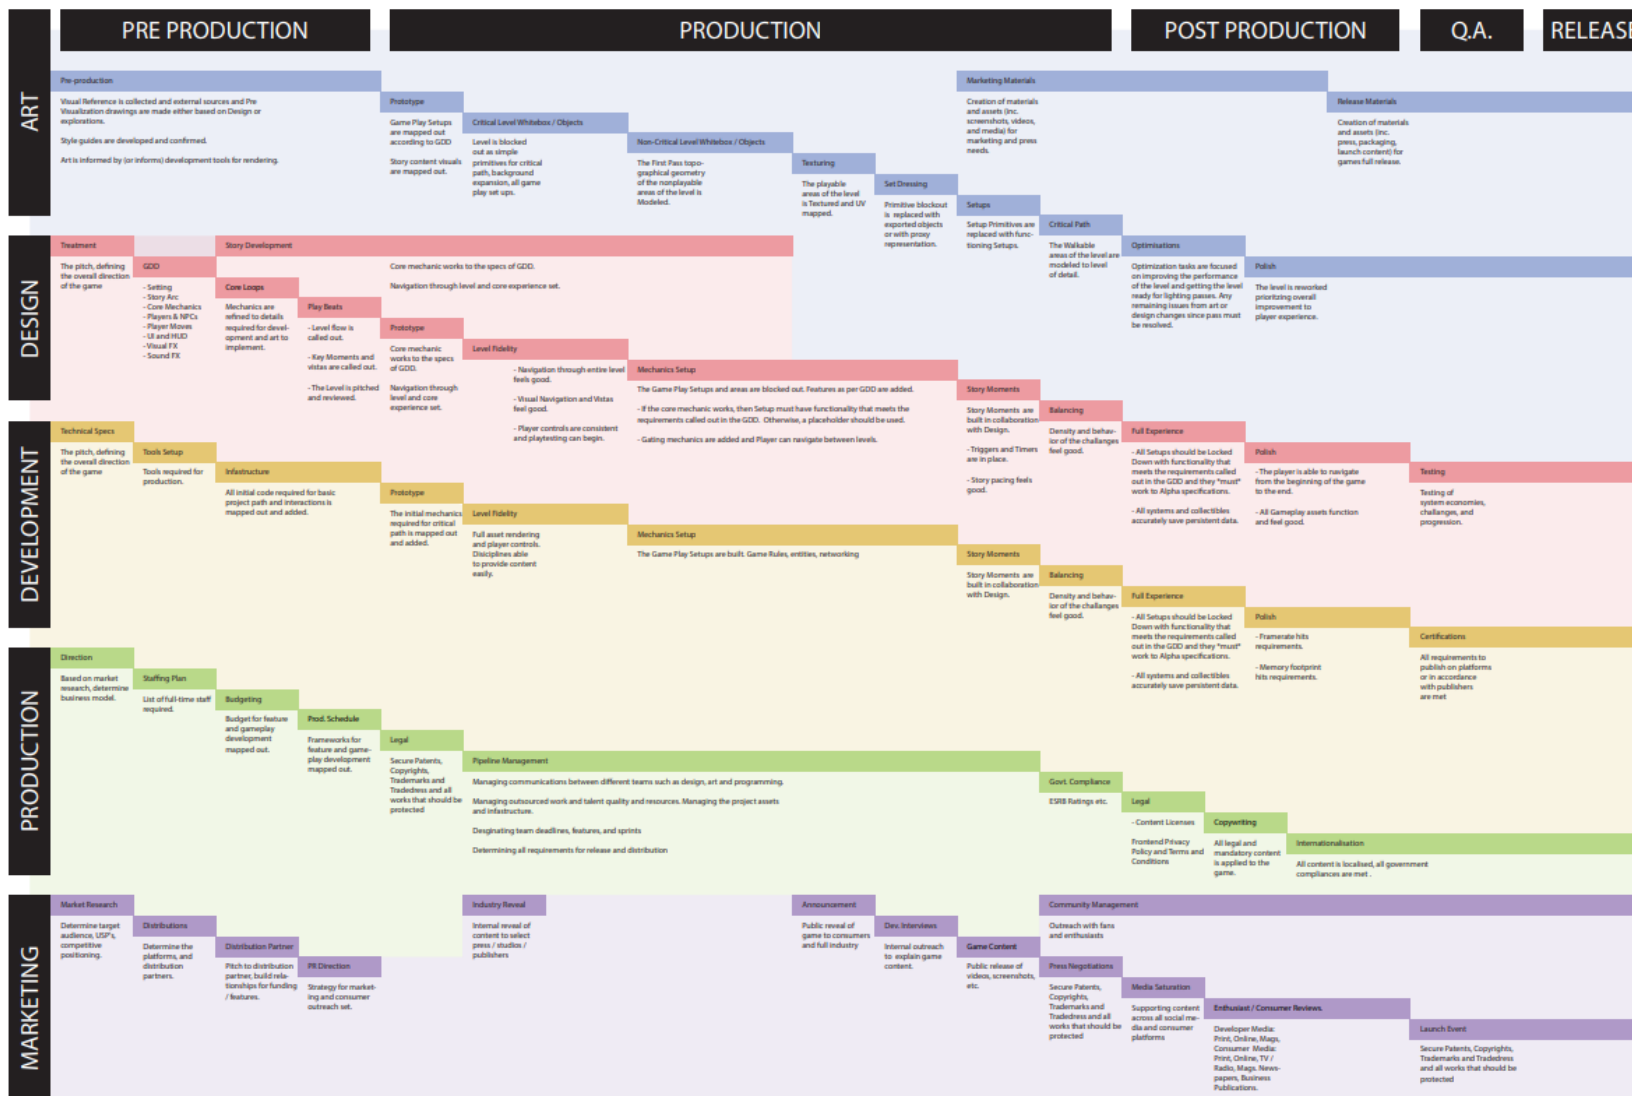 PRE PRODUCTION
PRODUCTION
POST PRODUCTION
Q.A.
RELEASE
ART
Pre-production
Visual Reference is collected and external sources and Pre
Visualization drawings are made either based on Design or
explorations.
Style guides are developed and confirmed.
Art is informed by (or informs) development tools for rendering.
Prototype
Game Play Setups
are mapped out
according to GDD
Story content visuals
are mapped out.
Critical Level Whitebox / Objects
Level is blocked
out as simple
primitives for critical
path, background
expansion, all game
play set ups.
Non-Critical Level Whitebox / Objects
The First Pass topo-
graphical geometry
of the nonplayable
areas of the level is
Modeled.
Texturing
The playable
areas of the level
is Textured and UV
mapped.
Set Dressing
Primitive blockout
is replaced with
exported objects
or with proxy
representation.
Marketing Materials
Creation of materials
and assets (inc.
screenshots, videos,
and media) for
marketing and press
needs.
Setups
Setup Primitives are
replaced with func-
tioning Setups.
Critical Path
The Walkable
areas of the level are
modeled to level
of detail.
Optimisations
Optimization tasks are focused
on improving the performance
of the level and getting the level
ready for lighting passes. Any
remaining issues from art or
design changes since pass must
be resolved.
Release Materials
Creation of materials
and assets (inc.
press, packaging,
launch content) for
games full release.
Polish
The level is reworked
prioritizing overall
improvement to
player experience.
DESIGN
Treatment
The pitch, defining
the overall direction
of the game
GDD
- Setting
- Story Arc
- Core Mechanics
- Players & NPCs
- Player Moves
- UI and HUD
- Visual FX
- Sound FX
Story Development
Core mechanic works to the specs of GDD.
Navigation through level and core experience set.
Core Loops
Mechanics are
refined to details
required for devel-
opment and art to
implement.
Play Beats
- Level flow is
called out.
- Key Moments and
vistas are called out.
- The Level is pitched
and reviewed.
Prototype
Core mechanic
works to the specs
of GDD.
Navigation through
level and core
experience set.
Level Fidelity
- Navigation through entire level
feels good.
- Visual Navigation and Vistas
feel good.
- Player controls are consistent
and playtesting can begin.
Mechanics Setup
The Game Play Setups and areas are blocked out. Features as per GDD are added.
- If the core mechanic works, then Setup must have functionality that meets the
requirements called out in the GDD. Otherwise, a placeholder should be used.
- Gating mechanics are added and Player can navigate between levels.
Story Moments
Story Moments are
built in collaboration
with Design.
- Triggers and Timers
are in place.
- Story pacing feels
good.
Balancing
Density and behav-
ior of the challenges
feel good.
Full Experience
- All Setups should be Locked
Down with functionality that
meets the requirements called
out in the GDD and they *must*
work to Alpha specifications.
- All systems and collectibles
accurately save persistent data.
Polish
- The player is able to navigate
from the beginning of the game
to the end.
- All Gameplay assets function
and feel good.
Testing
Testing of
system economies,
challanges, and
progression.
DEVELOPMENT
Technical Specs
The pitch, defining
the overall direction
of the game
Tools Setup
Tools required for
production.
Infastructure
All initial code required for basic
project path and interactions is
mapped out and added.
Prototype
The initial mechanics
required for critical
path is mapped out
and added.
Level Fidelity
Full asset rendering
and player controls.
Disiciplines able
to provide content
easily.
Mechanics Setup
The Game Play Setups are built. Game Rules, entities, networking
Story Moments
Story Moments are
built in collaboration
with Design.
Balancing
Density and behav-
ior of the challanges
feel good.
Full Experience
- All Setups should be Locked
Down with functionality that
meets the requirements called
out in the GDD and they *must*
work to Alpha specifications.
- All systems and collectibles
accurately save persistent data.
Polish
- Framerate hits
requirements.
- Memory footprint
hits requirements.
Certifications
All requirements to
publish on platforms
or in accordance
with publishers
are met
PRODUCTION
Direction
Based on market
research, determine
business model.
Staffing Plan
List of full-time staff
required.
Budgeting
Budget for feature
and gameplay
development
mapped out.
Prod. Schedule
Frameworks for
feature and game-
play development
mapped out.
Legal
Secure Patents,
Copyrights,
Trademarks and
Tradedress and all
works that should be
protected
Pipeline Management
Managing communications between different teams such as design, art and programming.
Managing outsourced work and talent quality and resources. Managing the project assets
and infastructure.
Desginating team deadlines, features, and sprints
Determining all requirements for release and distribution
Govt. Compliance
ESRB Ratings etc.
Legal
- Content Licenses
Frontend Privacy
Policy and Terms and
Conditions
Copywriting
All legal and
mandatory content
is applied to the
game.
Internationalisation
All content is localised, all government
compliances are met .
MARKETING
Market Research
Determine target
audience, USP's,
competitive
positioning.
Distributions
Determine the
platforms, and
distribution
partners.
Distribution Partner
Pitch to distribution
partner, build rela-
tionships for funding
/ features.
PR Direction
Strategy for market-
ing and consumer
outreach set.
Industry Reveal
Internal reveal of
content to select
press / studios /
publishers
Announcement
Public reveal of
game to consumers
and full industry
Dev. Interviews
Internal outreach
to explain game
content.
Game Content
Public release of
videos, screenshots,
etc.
Community Management
Outreach with fans
and enthusiasts
Press Negotiations
Secure Patents,
Copyrights,
Trademarks and
Tradedress and all
works that should be
protected
Media Saturation
Supporting content
across all social me-
dia and consumer
platforms
Enthusiast / Consumer Reviews.
Developer Media:
Print, Online, Mags,
Consumer Media:
Print, Online, TV /
Radio, Mags. News-
papers, Business
Publications.
Launch Event
Secure Patents, Copyrights,
Trademarks and Tradedress
and all works that should be
protected